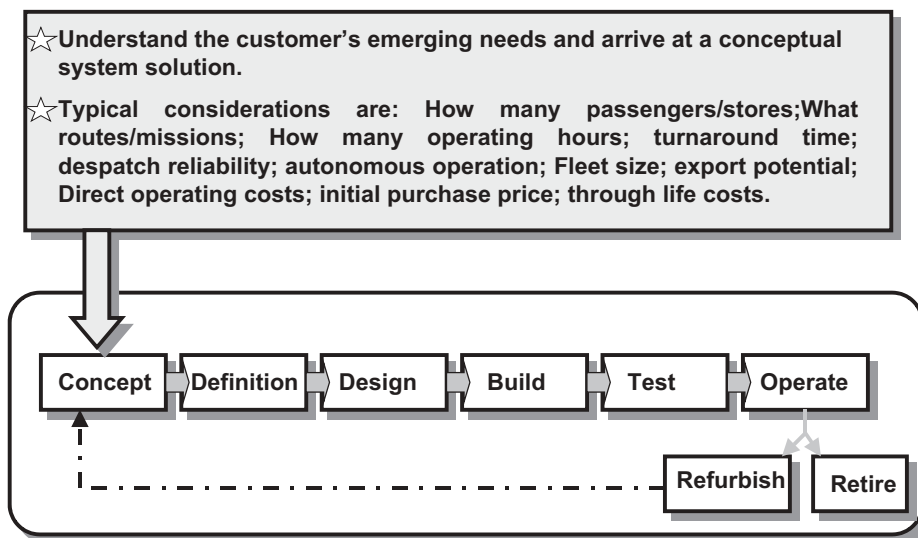 Understand the customer's emerging needs and arrive at a conceptual
system solution.
Typical considerations are: How many passengers/stores;What
routes/missions; How many operating hours; turnaround time;
despatch reliability; autonomous operation; Fleet size; export potential;
Direct operating costs; initial purchase price; through life costs.
Concept
Definition
Design
Build
Test
Operate
Refurbish
Retire